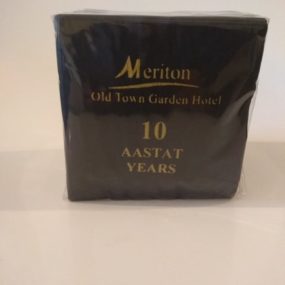 Meriton
Old Town Garden Hotel
10
AASTAT
YEARS